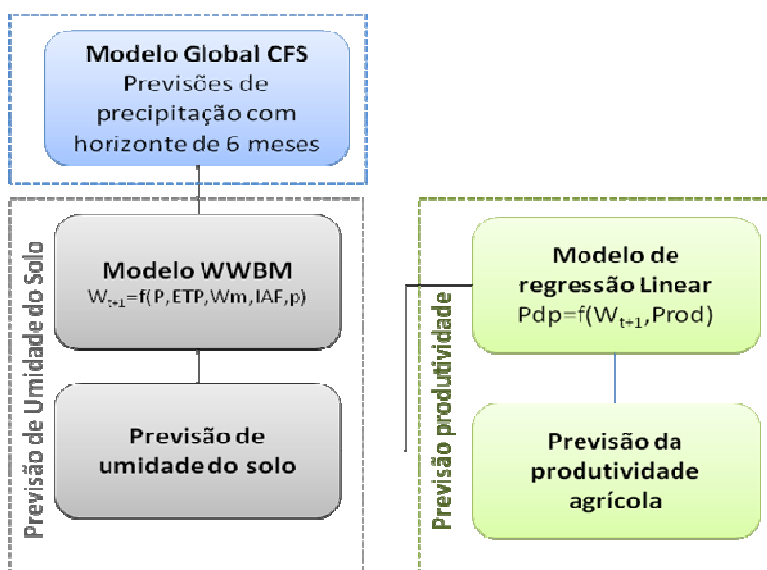 Modelo Global CFS
Previsões de
precipitação com
horizonte de 6 meses
Previsão de Umidade do Solo
Modelo WWBM
Wt+1=f(P,ETP,Wm,IAF,p)
Previsão de
umidade do solo
Previsão produtividade
Modelo de
regressão Linear
Pdp=f(Wt+1,Prod)
Previsão da
produtividade
agrícola